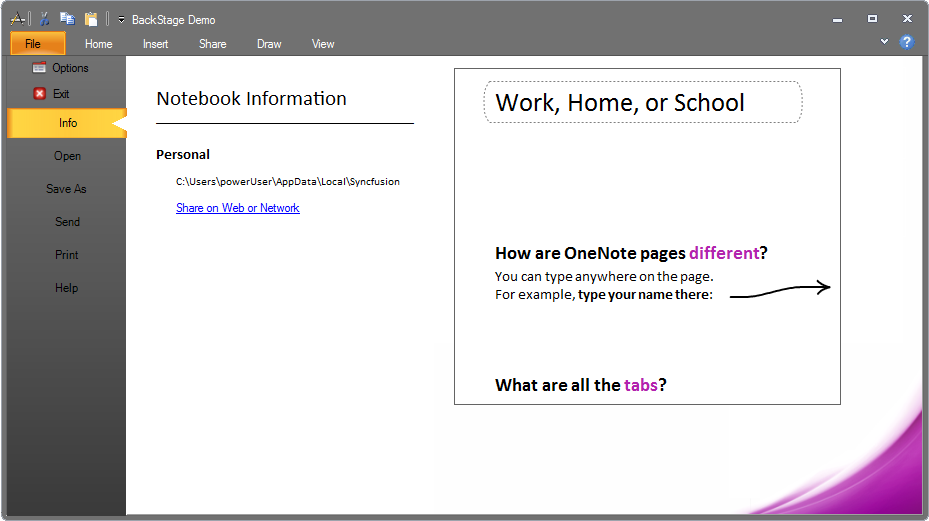 BackStage Demo
File Home Insert Share Draw View
Options
Exit
Info
Open
Save As
Send
Print
Help
Notebook Information
Personal
C:\Users\powerUser\AppData\Local\Syncfusion
Share on Web or Network
Work, Home, or School
How are OneNote pages different?
You can type anywhere on the page.
For example, type your name there:
What are all the tabs?